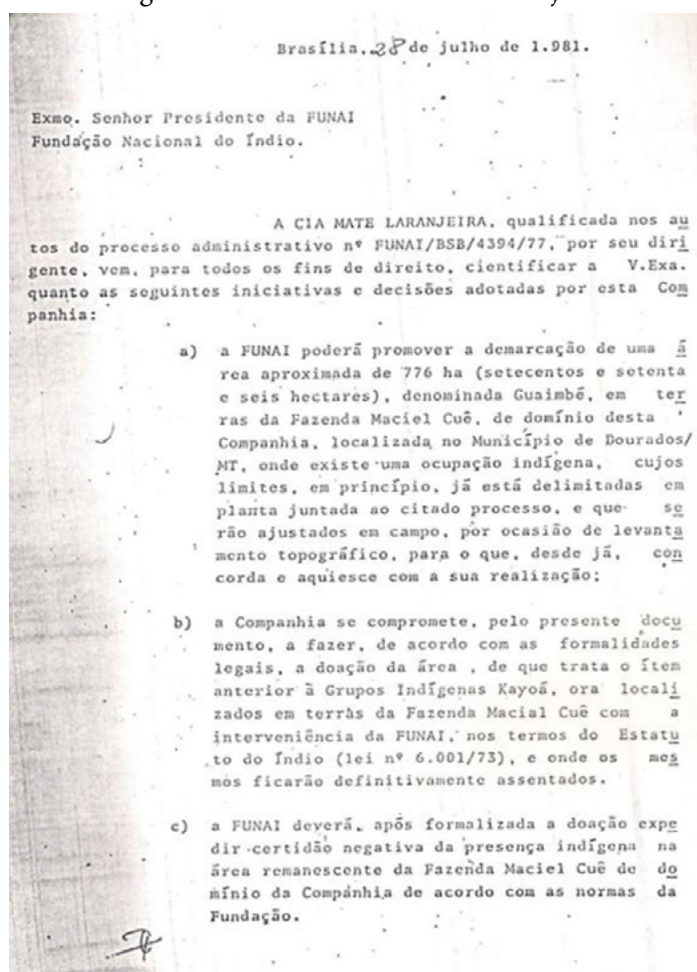 Brasília, 28 de julho de 1.981.
Exmo. Senhor Presidente da FUNAI
Fundação Nacional do Índio.
A CIA MATE LARANJEIRA, qualificada nos au
tos do processo administrativo nº FUNAI/BSB/4394/77, por seu diri
gente, vem, para todos os fins de direito, cientificar a V.Exa.
quanto as seguintes iniciativas e decisões adotadas por esta Com
panhia:
a) a FUNAI poderá promover a demarcação de uma á
rea aproximada de 776 ha (setecentos e setenta
e seis hectares), denominada Guaimbé, em ter
ras da Fazenda Maciel Cuê, de domínio desta '
Companhia, localizada no Município de Dourados/
MT, onde existe uma ocupação indígena, cujos
limites, em princípio, já está delimitadas em
planta juntada ao citado processo, e que se
rão ajustados em campo, por ocasião de levanta
mento topográfico, para o que, desde já, con
corda e aquiesce com a sua realização;
b) a Companhia se compromete, pelo presente docu
mento, a fazer, de acordo com as formalidades
legais, a doação da área , de que trata o ítem
anterior à Grupos Indígenas Kayoá, ora locali
zados em terras da Fazenda Macial Cuê com a
interveniência da FUNAI, nos termos do Estatu
to do Índio (lei nº 6.001/73), e onde os mes
mos ficarão definitivamente assentados.
c) a FUNAI deverá, após formalizada a doação expe
dir certidão negativa da presença indígena na
área remanescente da Fazenda Maciel Cuê de do
mínio da Companhia de acordo com as normas da
Fundação.